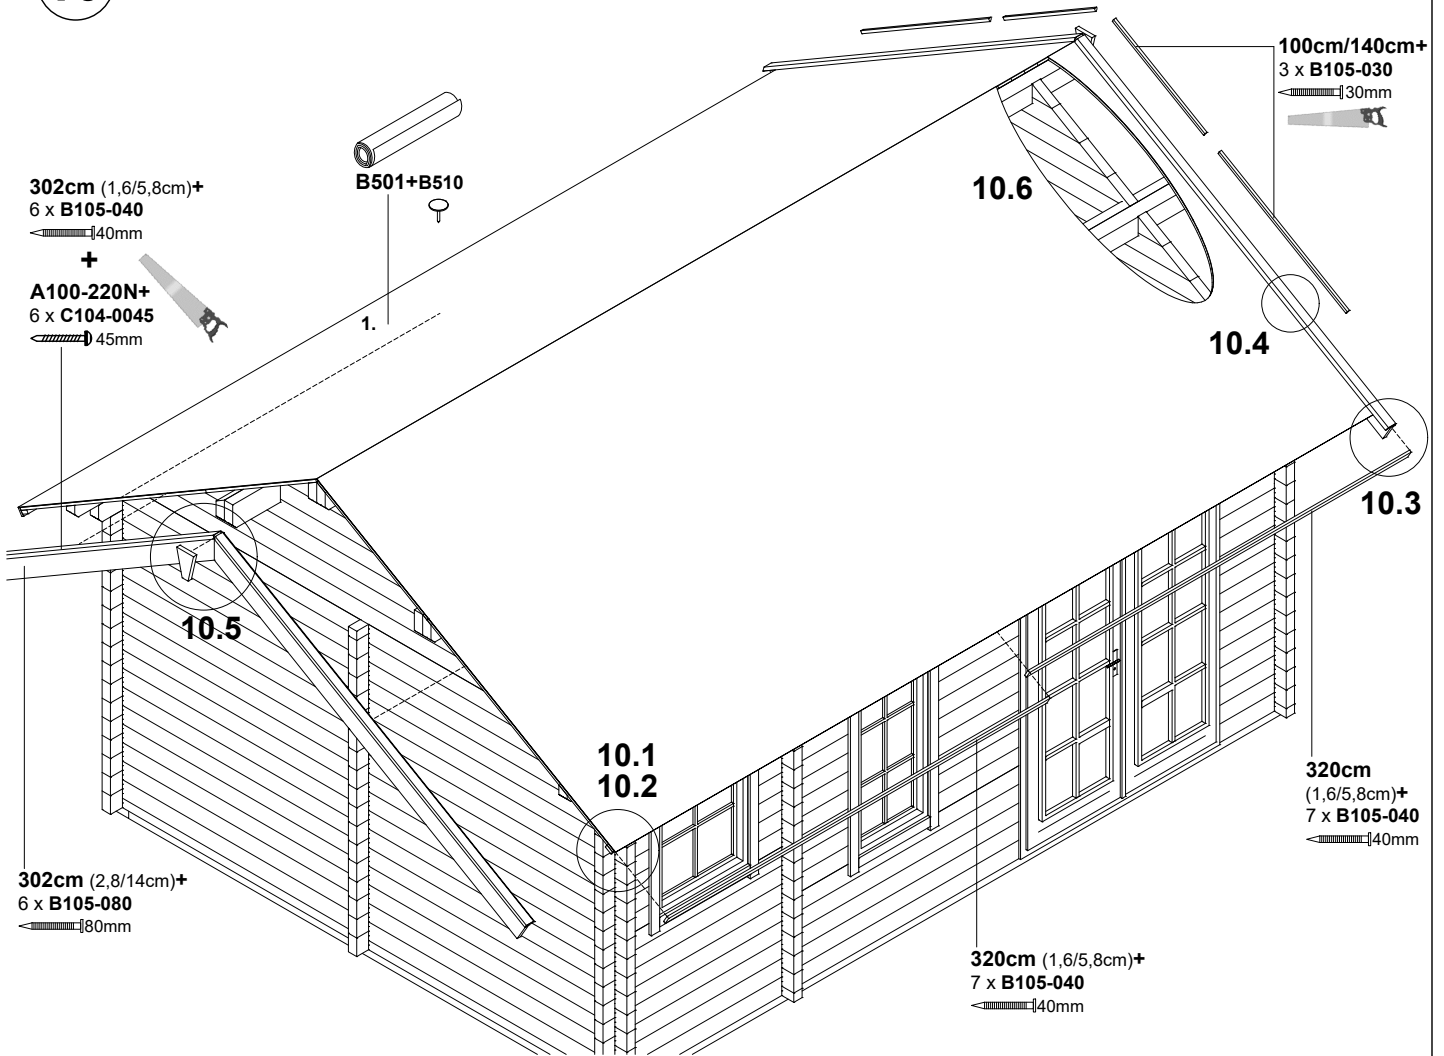 100cm/140cm+
3 x B105-030
30mm
B501+B510
302cm (1,6/5,8cm)+
6 x B105-040
40mm
+
A100-220N+
6 x C104-0045
45mm
1.
10.6
10.4
10.3
10.5
10.1
10.2
320cm
(1,6/5,8cm)+
7 x B105-040
40mm
302cm (2,8/14cm)+
6 x B105-080
80mm
320cm (1,6/5,8cm)+
7 x B105-040
40mm